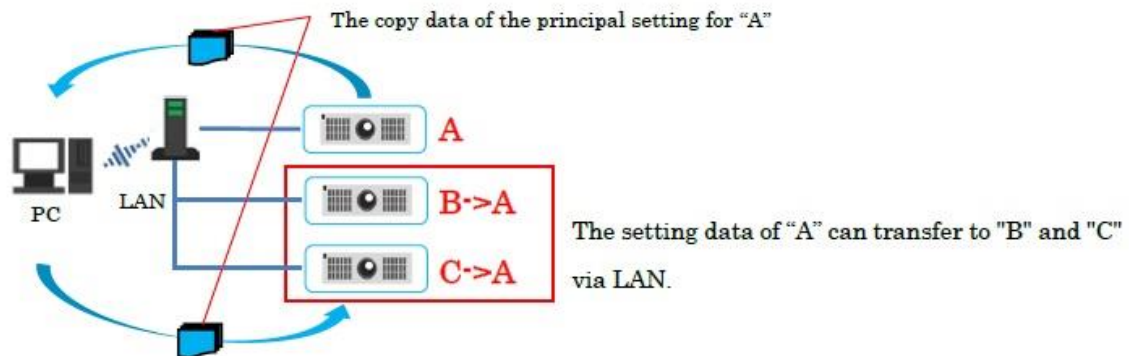 The copy data of the principal setting for “A”
A
B->A
PC
LAN
C->A
The setting data of “A” can transfer to "B" and "C"
via LAN.